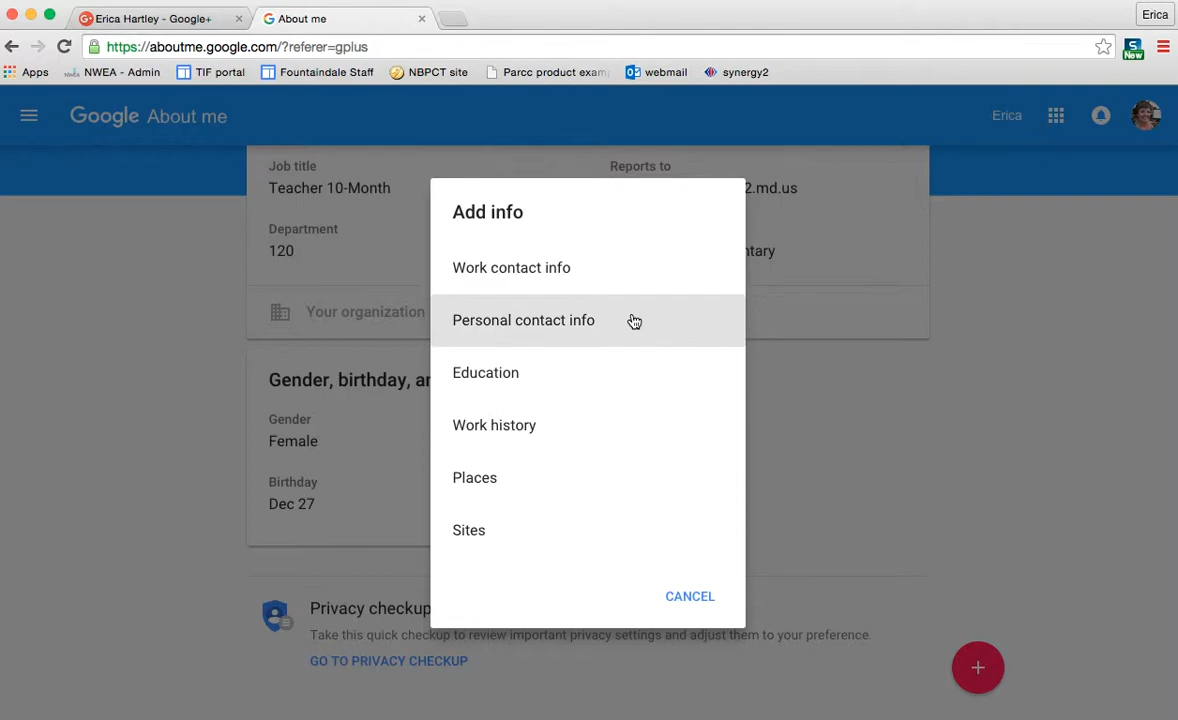 Erica Hartley - Google+
About me
Erica
https://aboutme.google.com/?referer=gplus
New
Apps
NWEA - Admin
TIF portal
Fountaindale Staff
NBPCT site
Parcc product exam
webmail
synergy2
Google About me
Erica
Job title
Reports to
Teacher 10-Month
2.md.us
Department
120
ntary
Your organization
Add info
Work contact info
Personal contact info
Education
Work history
Places
Sites
CANCEL
Gender, birthday, an
Gender
Female
Birthday
Dec 27
Privacy checkup
Take this quick checkup to review important privacy settings and adjust them to your preference.
GO TO PRIVACY CHECKUP